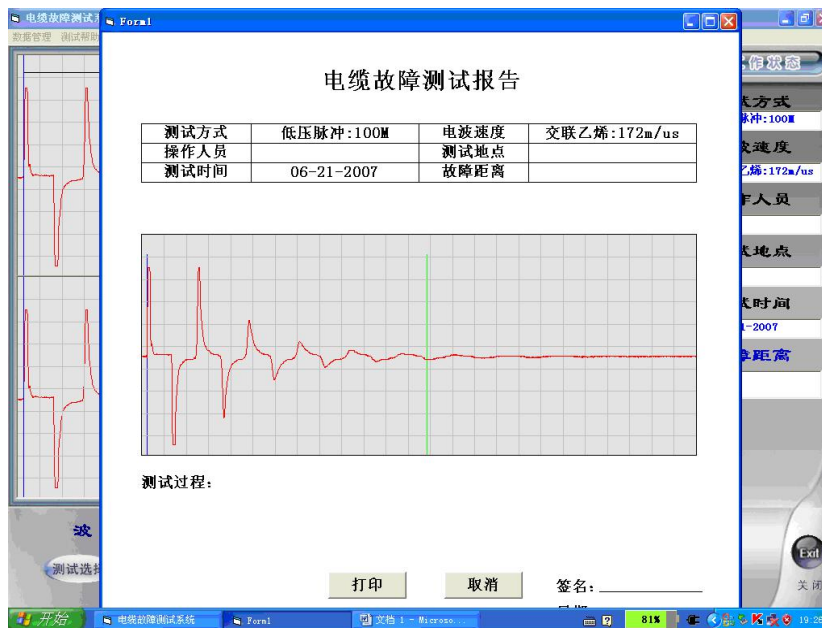 电缆故障测试
Form1
数据管理 测试帮助
电缆故障测试报告
测试方式 低压脉冲:100M 电波速度 交联乙烯:172m/us
操作人员 测试地点
测试时间 06-21-2007 故障距离
作状态
方式
脉冲:100M
速度
乙烯:172m/us
作人员
地点
时间
-2007
距离
测试过程:
波
测试选择
打印 取消 签名:
Exit
关闭
开始 电缆故障测试系统 Form1 文档 1 - Microso... 81% 19:26